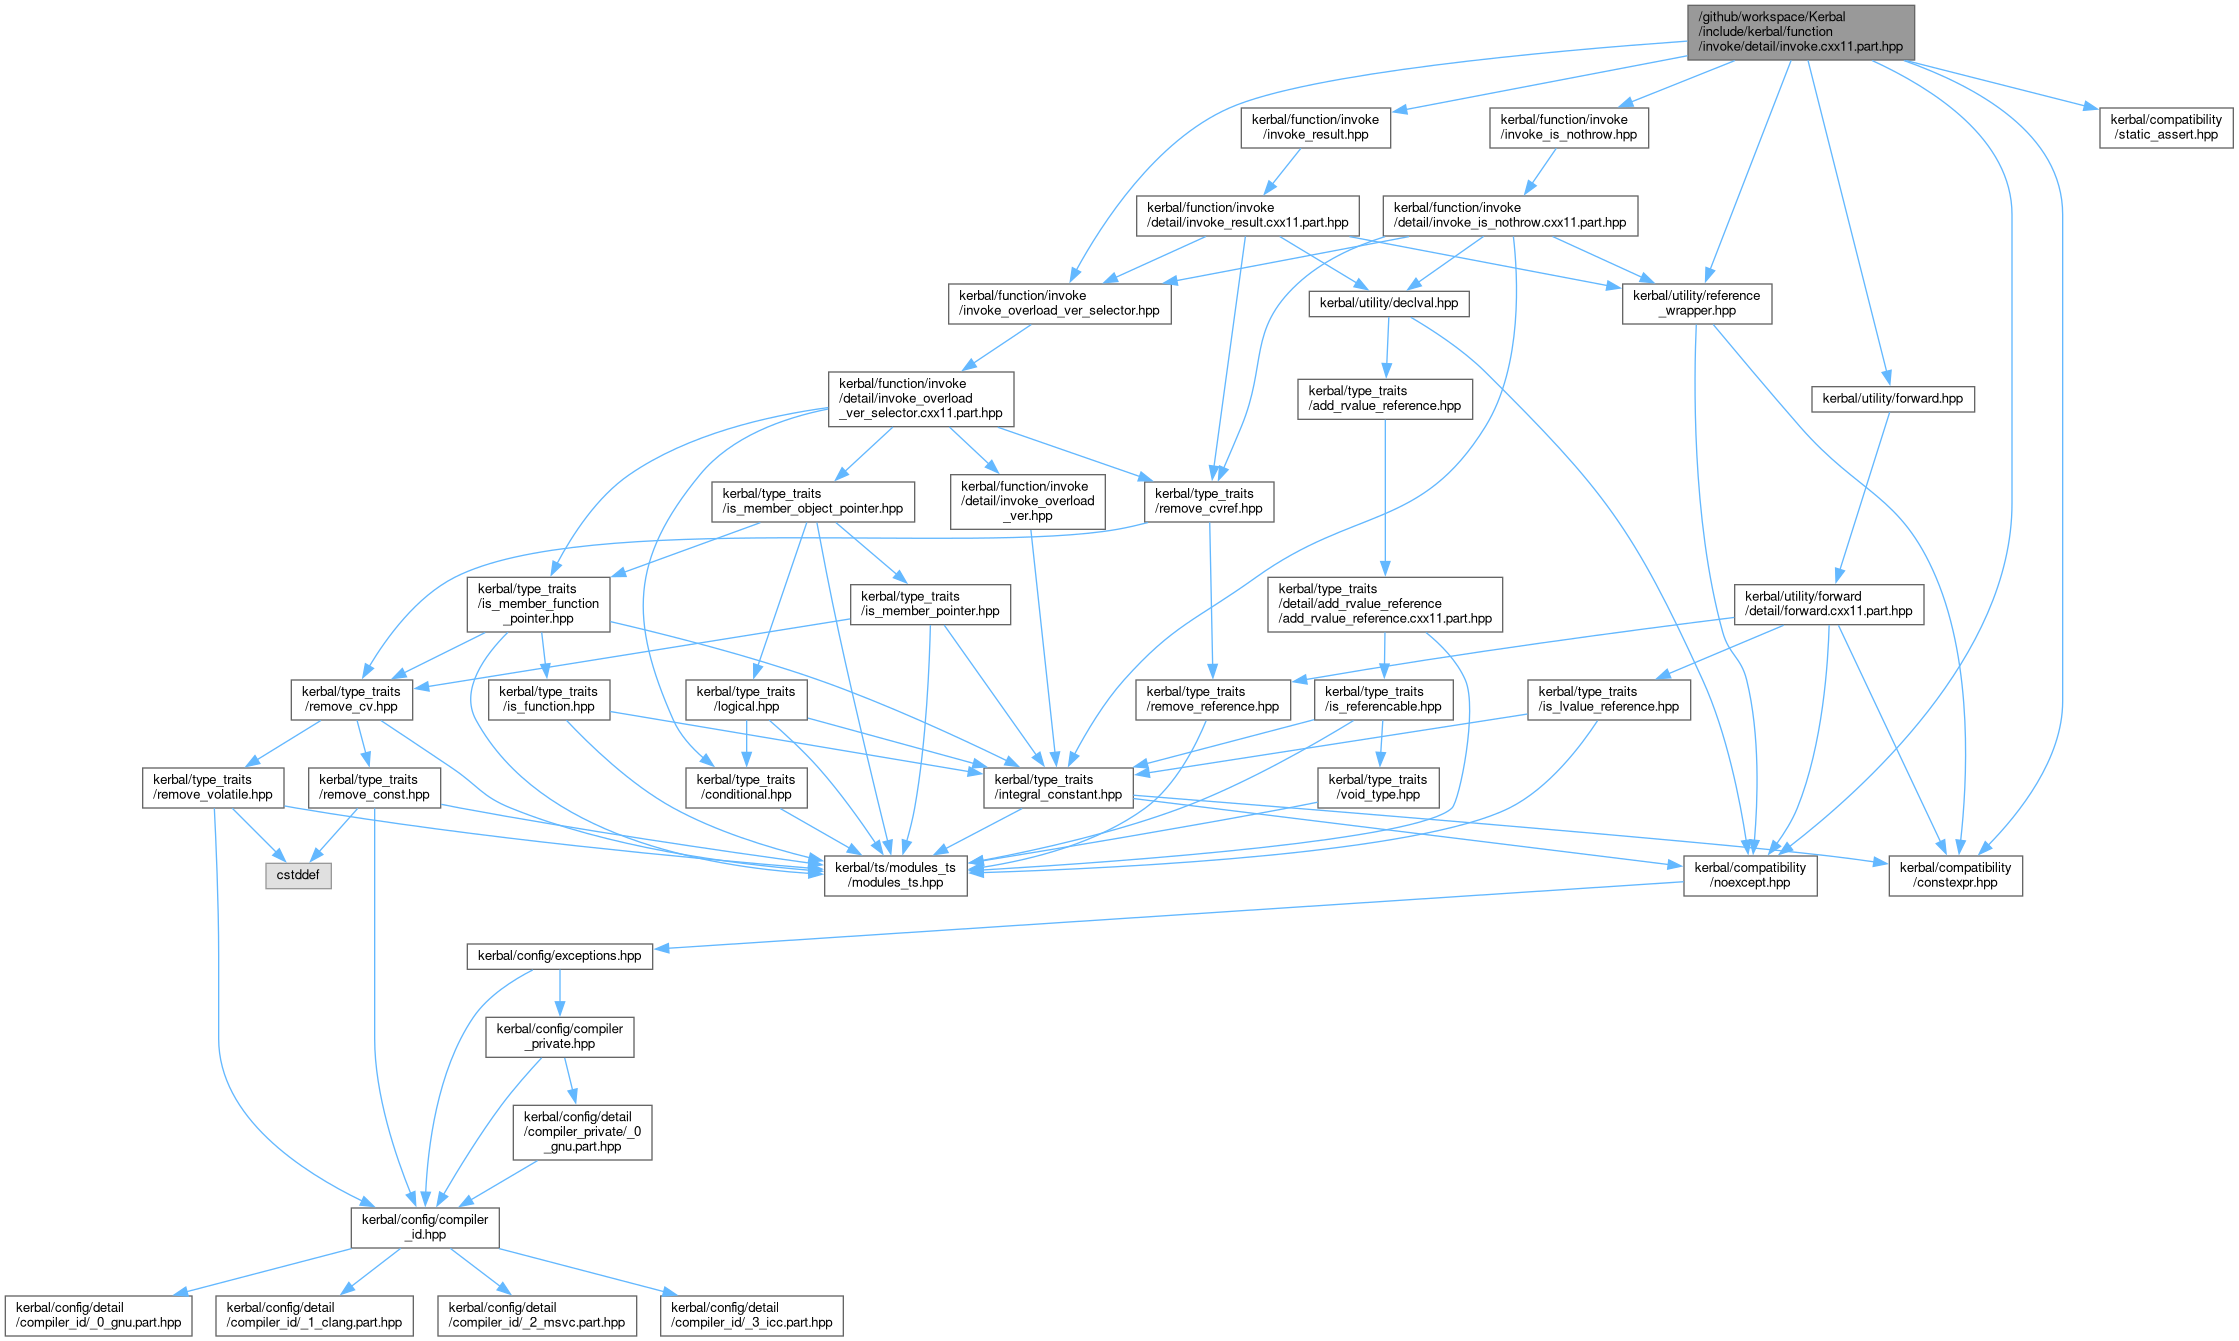 /github/workspace/Kerbal
/include/kerbal/function
/invoke/detail/invoke.cxx11.part.hpp
kerbal/function/invoke
/invoke_result.hpp
kerbal/function/invoke
/invoke_is_nothrow.hpp
kerbal/compatibility
/static_assert.hpp
kerbal/function/invoke
/detail/invoke_result.cxx11.part.hpp
kerbal/function/invoke
/detail/invoke_is_nothrow.cxx11.part.hpp
kerbal/function/invoke
/invoke_overload_ver_selector.hpp
kerbal/utility/declval.hpp
kerbal/utility/reference
_wrapper.hpp
kerbal/function/invoke
/detail/invoke_overload
_ver_selector.cxx11.part.hpp
kerbal/type_traits
/add_rvalue_reference.hpp
kerbal/utility/forward.hpp
kerbal/type_traits
/is_member_object_pointer.hpp
kerbal/function/invoke
/detail/invoke_overload
_ver.hpp
kerbal/type_traits
/remove_cvref.hpp
kerbal/type_traits
/is_member_function
_pointer.hpp
kerbal/type_traits
/is_member_pointer.hpp
kerbal/type_traits
/detail/add_rvalue_reference
/add_rvalue_reference.cxx11.part.hpp
kerbal/utility/forward
/detail/forward.cxx11.part.hpp
kerbal/type_traits
/remove_cv.hpp
kerbal/type_traits
/is_function.hpp
kerbal/type_traits
/logical.hpp
kerbal/type_traits
/remove_reference.hpp
kerbal/type_traits
/is_referencable.hpp
kerbal/type_traits
/is_lvalue_reference.hpp
kerbal/type_traits
/remove_volatile.hpp
kerbal/type_traits
/remove_const.hpp
kerbal/type_traits
/conditional.hpp
kerbal/type_traits
/integral_constant.hpp
kerbal/type_traits
/void_type.hpp
cstddef
kerbal/ts/modules_ts
/modules_ts.hpp
kerbal/compatibility
/noexcept.hpp
kerbal/compatibility
/constexpr.hpp
kerbal/config/exceptions.hpp
kerbal/config/compiler
_private.hpp
kerbal/config/detail
/compiler_private/_0
_gnu.part.hpp
kerbal/config/compiler
_id.hpp
kerbal/config/detail
/compiler_id/_0_gnu.part.hpp
kerbal/config/detail
/compiler_id/_1_clang.part.hpp
kerbal/config/detail
/compiler_id/_2_msvc.part.hpp
kerbal/config/detail
/compiler_id/_3_icc.part.hpp